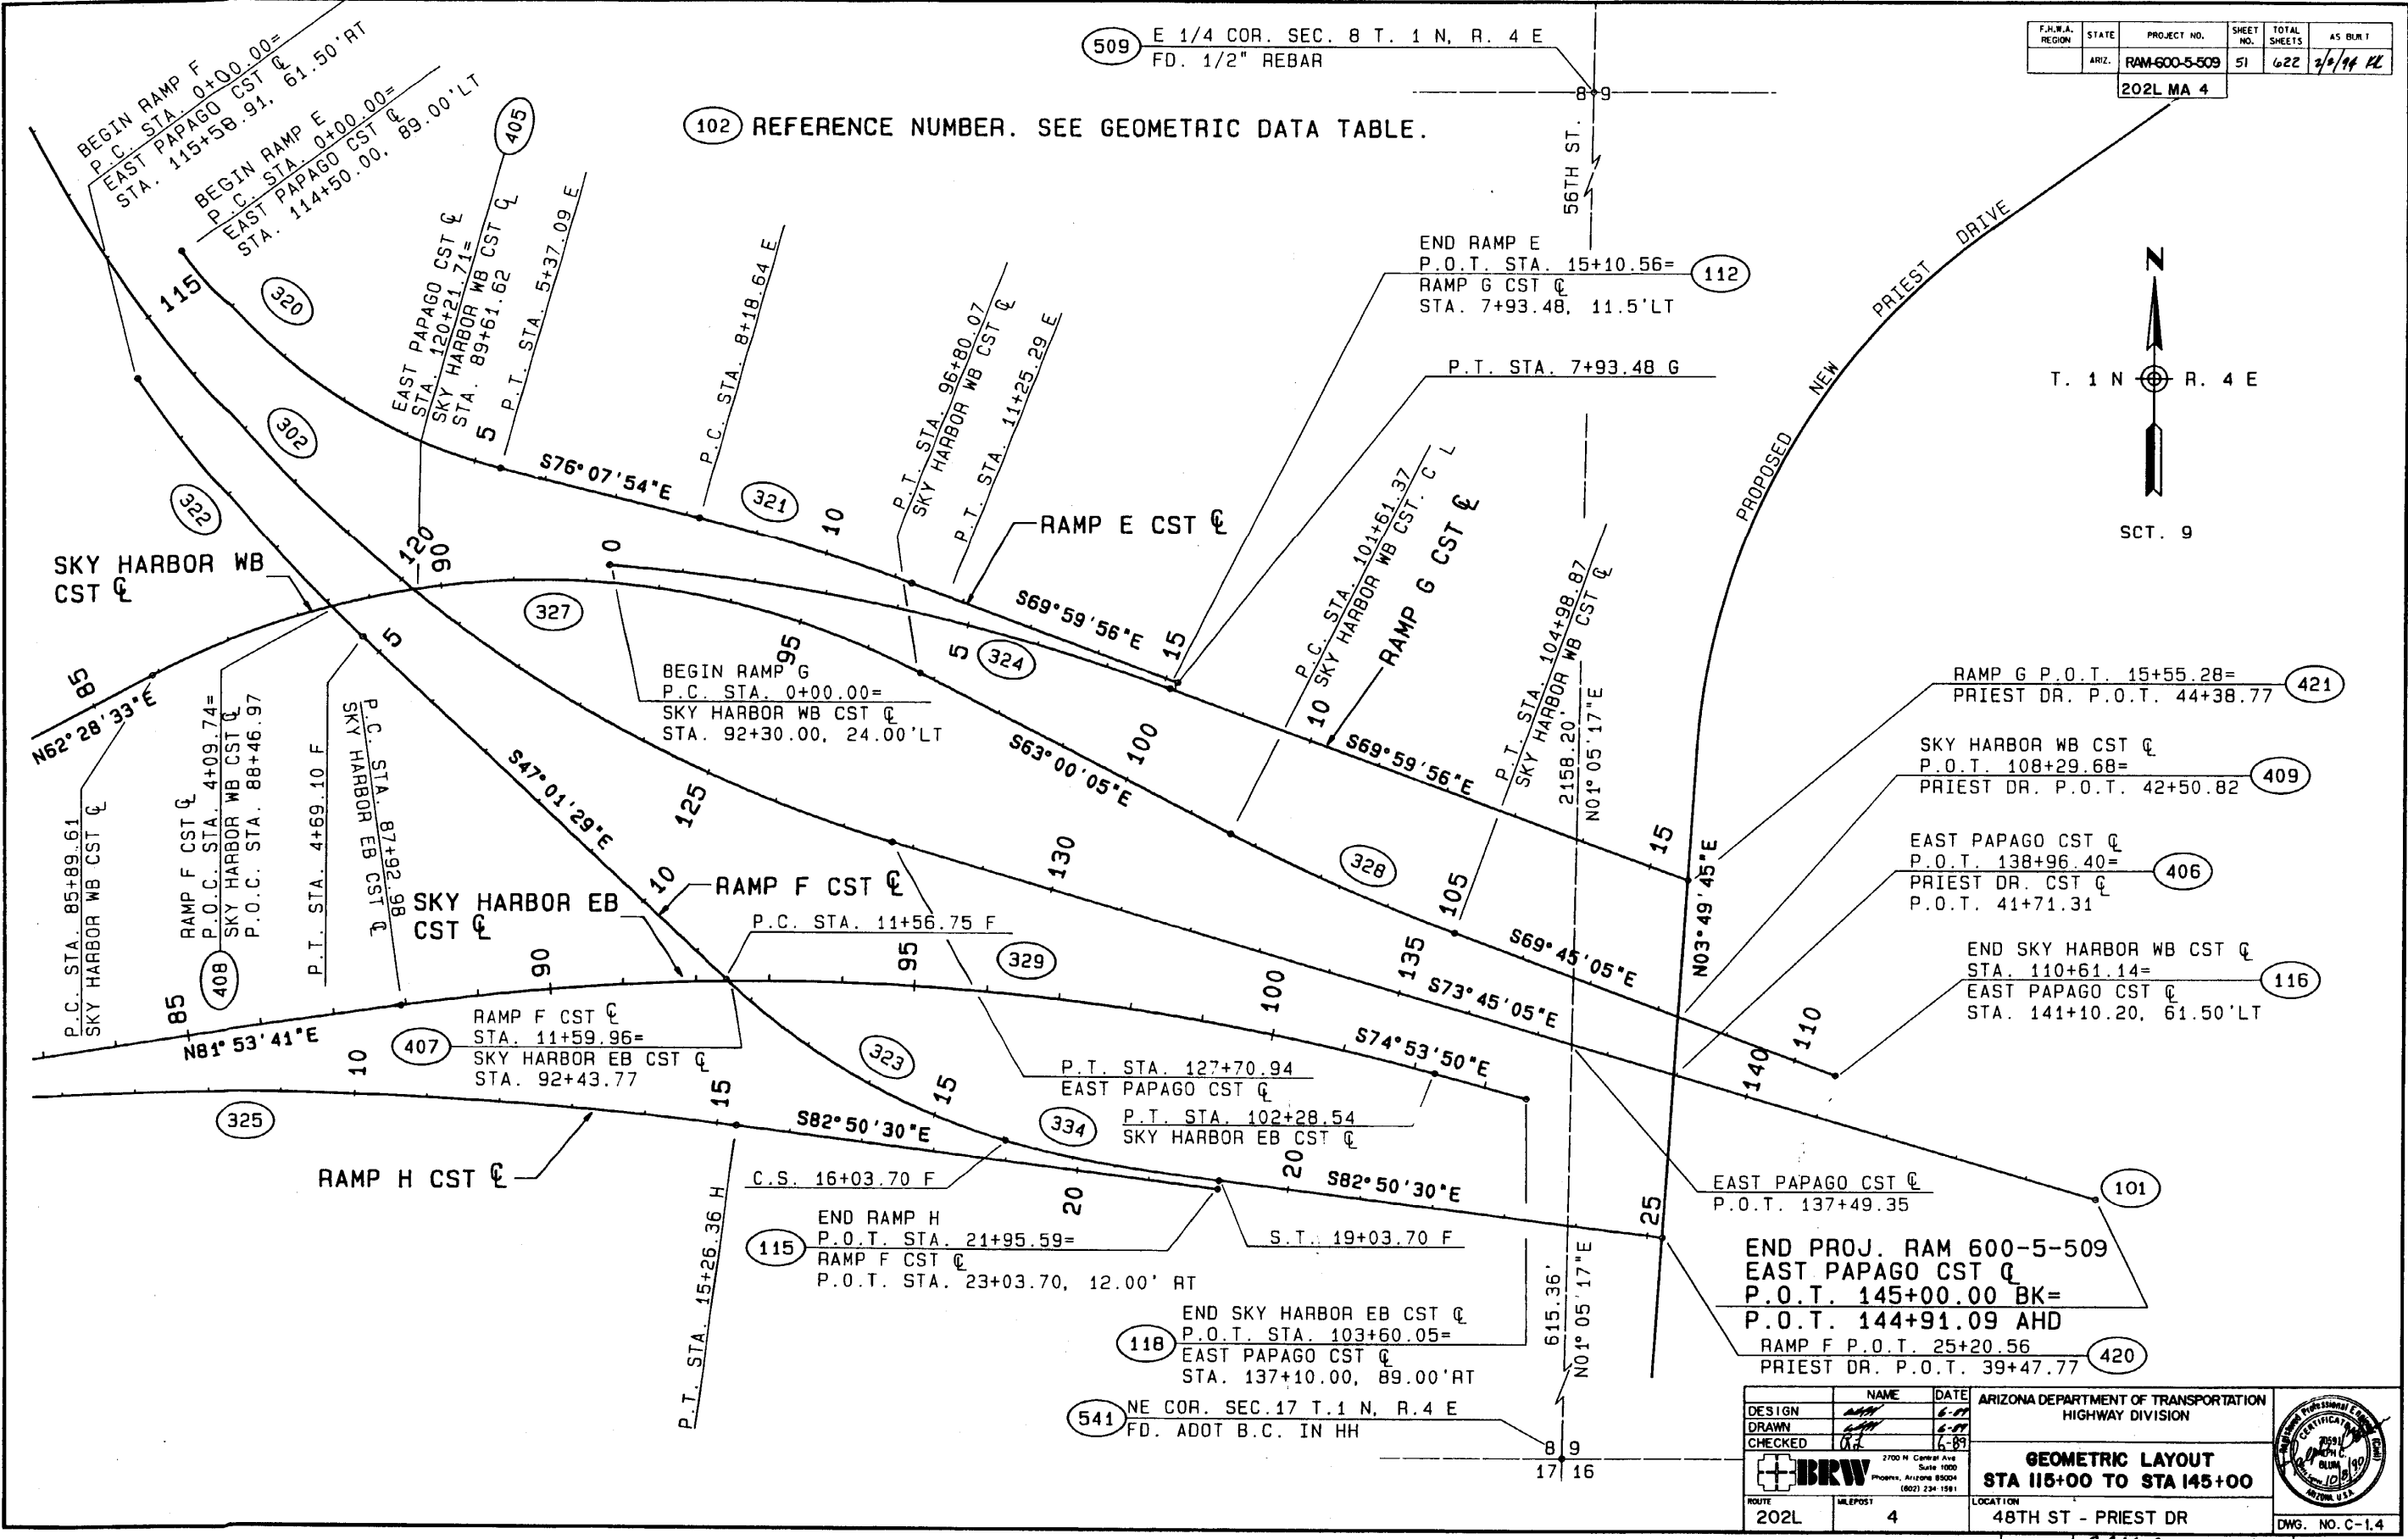 BEGIN RAMP F
P.C. STA. 0+00.00=
EAST PAPAGO CST ℄
STA. 115+58.91, 61.50'RT
BEGIN RAMP E
P.C. STA. 0+00.00=
EAST PAPAGO CST ℄
STA. 114+50.00, 89.00'LT
405
509
E 1/4 COR. SEC. 8 T. 1 N, R. 4 E
FD. 1/2" REBAR
102 REFERENCE NUMBER. SEE GEOMETRIC DATA TABLE.
8 9
56TH ST.
F.H.W.A. REGION
STATE
PROJECT NO.
SHEET NO.
TOTAL SHEETS
AS BUILT
ARIZ.
RAM-600-5-509
51
622
202L MA 4
N
T. 1 N R. 4 E
SCT. 9
PROPOSED NEW PRIEST DRIVE
115
320
302
322
EAST PAPAGO CST ℄
STA. 120+21.71=
SKY HARBOR WB CST ℄
STA. 89+61.62
5
P.T. STA. 5+37.09 E
P.C. STA. 8+18.64 E
S76°07'54"E
321
10
P.T. STA. 96+80.07
SKY HARBOR WB CST ℄
P.T. STA. 11+25.29 E
RAMP E CST ℄
END RAMP E
P.O.T. STA. 15+10.56=
RAMP G CST ℄
STA. 7+93.48, 11.5'LT
112
P.T. STA. 7+93.48 G
SKY HARBOR WB
CST ℄
120
90
0
327
95
5
324
S69°59'56"E
15
P.C. STA. 101+61.37
SKY HARBOR WB CST. C L
RAMP G CST ℄
10
P.T. STA. 104+98.87
SKY HARBOR WB CST ℄
2158.20'
N01°05'17"E
BEGIN RAMP G
P.C. STA. 0+00.00=
SKY HARBOR WB CST ℄
STA. 92+30.00, 24.00'LT
85
N62°28'33"E
P.C. STA. 85+89.61
SKY HARBOR WB CST ℄
RAMP F CST ℄
P.O.C. STA. 4+09.74=
SKY HARBOR WB CST ℄
P.O.C. STA. 88+46.97
408
P.T. STA. 4+69.10 F
P.C. STA. 87+92.98
SKY HARBOR EB CST ℄
5
S47°01'29"E
125
S63°00'05"E
100
S69°59'56"E
15
RAMP G P.O.T. 15+55.28=
PRIEST DR. P.O.T. 44+38.77
421
SKY HARBOR WB CST ℄
P.O.T. 108+29.68=
PRIEST DR. P.O.T. 42+50.82
409
EAST PAPAGO CST ℄
P.O.T. 138+96.40=
PRIEST DR. CST ℄
P.O.T. 41+71.31
406
END SKY HARBOR WB CST ℄
STA. 110+61.14=
EAST PAPAGO CST ℄
STA. 141+10.20, 61.50'LT
116
N03°49'45"E
10
RAMP F CST ℄
SKY HARBOR EB
CST ℄
P.C. STA. 11+56.75 F
130
328
105
S69°45'05"E
110
90
95
329
100
135
S73°45'05"E
140
85
N81°53'41"E
407
RAMP F CST ℄
STA. 11+59.96=
SKY HARBOR EB CST ℄
STA. 92+43.77
S74°53'50"E
10
15
323
15
P.T. STA. 127+70.94
EAST PAPAGO CST ℄
334
P.T. STA. 102+28.54
SKY HARBOR EB CST ℄
325
S82°50'30"E
RAMP H CST ℄
C.S. 16+03.70 F
20
20
S82°50'30"E
25
EAST PAPAGO CST ℄
P.O.T. 137+49.35
101
P.T. STA. 15+26.36 H
115
END RAMP H
P.O.T. STA. 21+95.59=
RAMP F CST ℄
P.O.T. STA. 23+03.70, 12.00' RT
S.T. 19+03.70 F
END PROJ. RAM 600-5-509
EAST PAPAGO CST ℄
P.O.T. 145+00.00 BK=
P.O.T. 144+91.09 AHD
RAMP F P.O.T. 25+20.56
PRIEST DR. P.O.T. 39+47.77
420
118
END SKY HARBOR EB CST ℄
P.O.T. STA. 103+60.05=
EAST PAPAGO CST ℄
STA. 137+10.00, 89.00'RT
615.36'
N01°05'17"E
541
NE COR. SEC.17 T.1 N, R.4 E
FD. ADOT B.C. IN HH
8 9
17 16
NAME DATE
DESIGN 6-89
DRAWN 6-89
CHECKED 6-89
ARIZONA DEPARTMENT OF TRANSPORTATION
HIGHWAY DIVISION
BRW
2700 N Central Ave
Suite 1000
Phoenix, Arizona 85004
(602) 234-1591
GEOMETRIC LAYOUT
STA 115+00 TO STA 145+00
ROUTE
202L
MILEPOST
4
LOCATION
48TH ST - PRIEST DR
DWG. NO. C-1.4